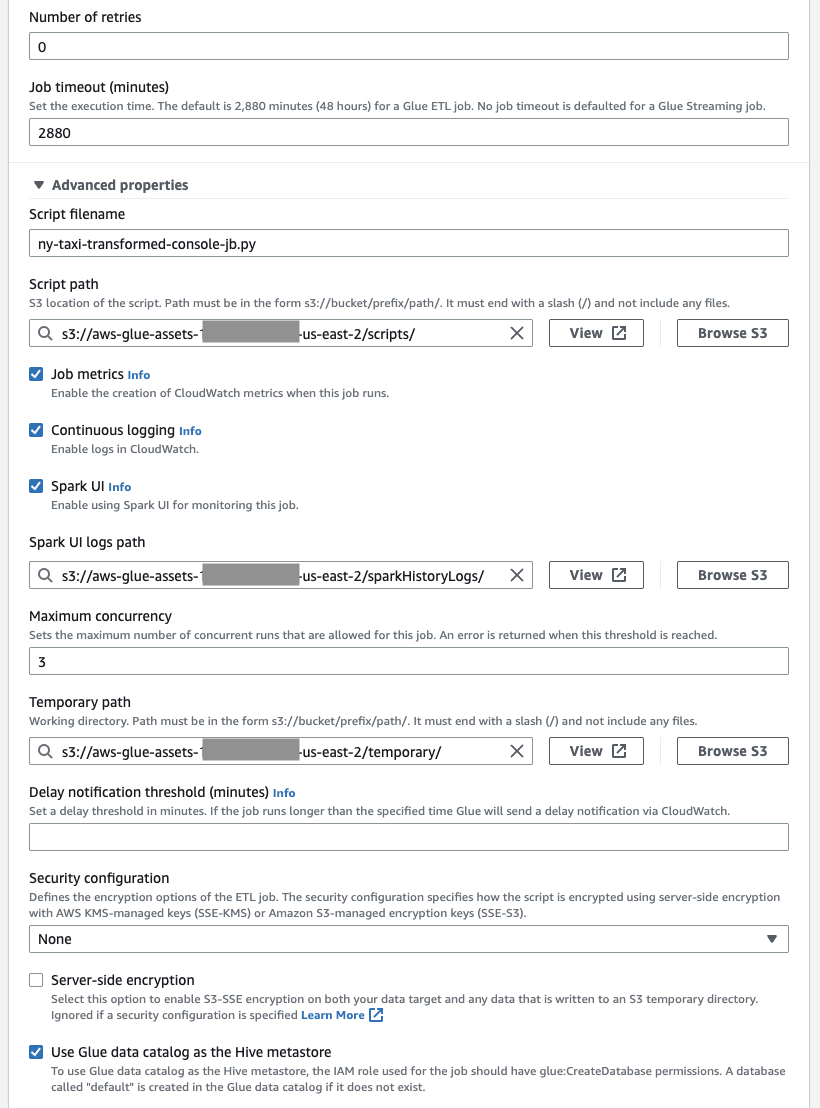 Number of retries
0
Job timeout (minutes)
Set the execution time. The default is 2,880 minutes (48 hours) for a Glue ETL job. No job timeout is defaulted for a Glue Streaming job.
2880
Advanced properties
Script filename
ny-taxi-transformed-console-jb.py
Script path
S3 location of the script. Path must be in the form s3://bucket/prefix/path/. It must end with a slash (/) and not include any files.
s3://aws-glue-assets- -us-east-2/scripts/ View Browse S3
Job metrics Info
Enable the creation of CloudWatch metrics when this job runs.
Continuous logging Info
Enable logs in CloudWatch.
Spark UI Info
Enable using Spark UI for monitoring this job.
Spark UI logs path
s3://aws-glue-assets- -us-east-2/sparkHistoryLogs/ View Browse S3
Maximum concurrency
Sets the maximum number of concurrent runs that are allowed for this job. An error is returned when this threshold is reached.
3
Temporary path
Working directory. Path must be in the form s3://bucket/prefix/path/. It must end with a slash (/) and not include any files.
s3://aws-glue-assets- -us-east-2/temporary/ View Browse S3
Delay notification threshold (minutes) Info
Set a delay threshold in minutes. If the job runs longer than the specified time Glue will send a delay notification via CloudWatch.
Security configuration
Defines the encryption options of the ETL job. The security configuration specifies how the script is encrypted using server-side encryption
with AWS KMS-managed keys (SSE-KMS) or Amazon S3-managed encryption keys (SSE-S3).
None
Server-side encryption
Select this option to enable S3-SSE encryption on both your data target and any data that is written to an S3 temporary directory.
Ignored if a security configuration is specified Learn More
Use Glue data catalog as the Hive metastore
To use Glue data catalog as the Hive metastore, the IAM role used for the job should have glue:CreateDatabase permissions. A database
called "default" is created in the Glue data catalog if it does not exist.